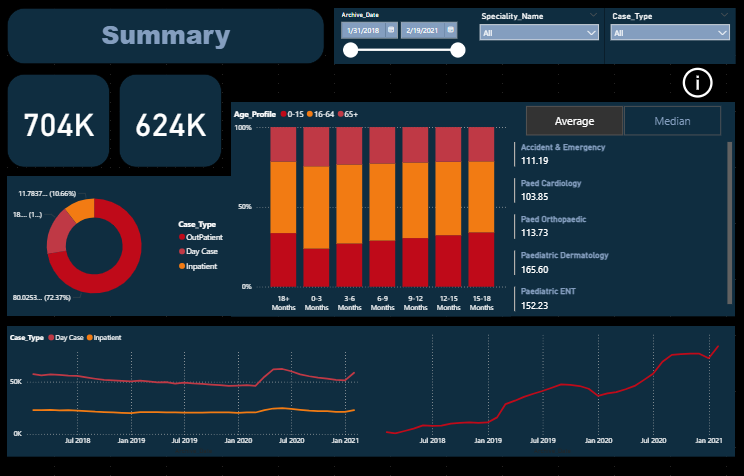 Summary
Archive_Date
1/31/2018
2/19/2021
Speciality_Name
All
Case_Type
All
704K
624K
Age_Profile 0-15 16-64 65+
100%
50%
0%
18+ Months
0-3 Months
3-6 Months
6-9 Months
9-12 Months
12-15 Months
15-18 Months
Average
Median
Accident & Emergency
111.19
Paed Cardiology
103.85
Paed Orthopaedic
113.73
Paediatric Dermatology
165.60
Paediatric ENT
152.23
11.7837... (10.66%)
18.... (1...)
80.0253... (72.37%)
Case_Type
OutPatient
Day Case
Inpatient
Case_Type Day Case Inpatient
50K
0K
Jul 2018
Jan 2019
Jul 2019
Jan 2020
Jul 2020
Jan 2021
Jul 2018
Jan 2019
Jul 2019
Jan 2020
Jul 2020
Jan 2021